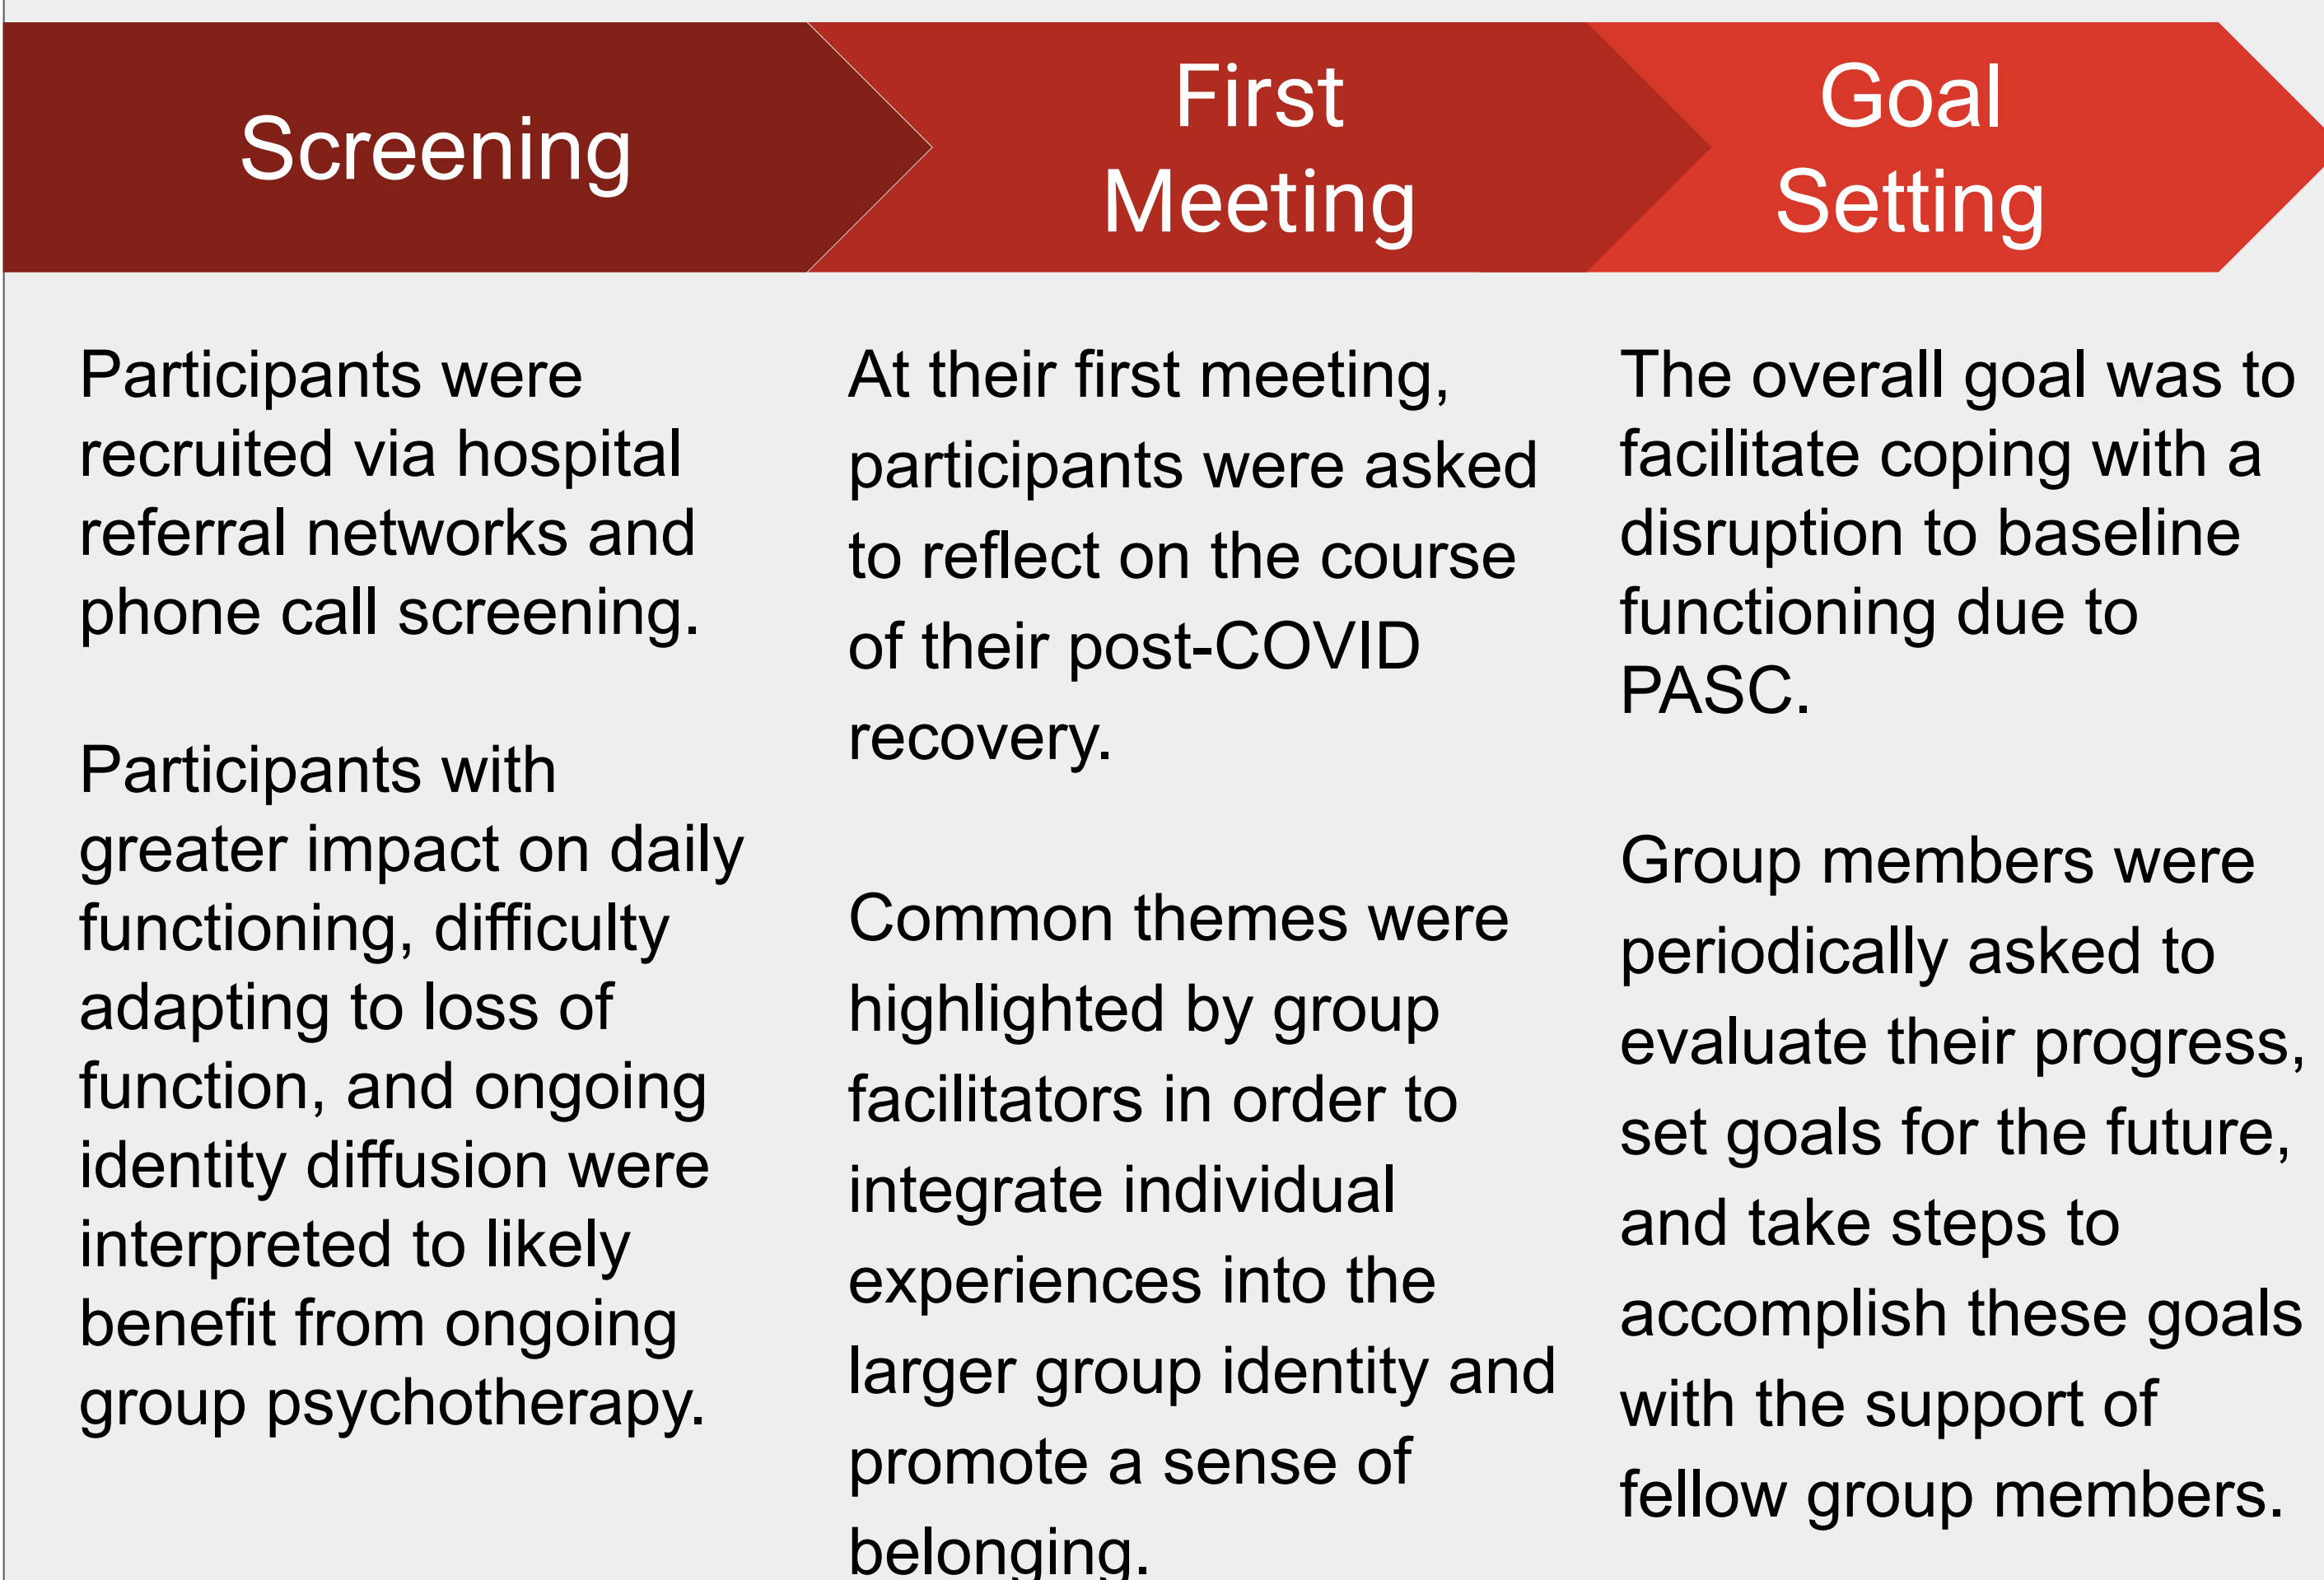 Screening
First
Meeting
Goal
Setting
Participants were
recruited via hospital
referral networks and
phone call screening.
Participants with
greater impact on daily
functioning, difficulty
adapting to loss of
function, and ongoing
identity diffusion were
interpreted to likely
benefit from ongoing
group psychotherapy.
At their first meeting,
participants were asked
to reflect on the course
of their post-COVID
recovery.
Common themes were
highlighted by group
facilitators in order to
integrate individual
experiences into the
larger group identity and
promote a sense of
belonging.
The overall goal was to
facilitate coping with a
disruption to baseline
functioning due to
PASC.
Group members were
periodically asked to
evaluate their progress,
set goals for the future,
and take steps to
accomplish these goals
with the support of
fellow group members.